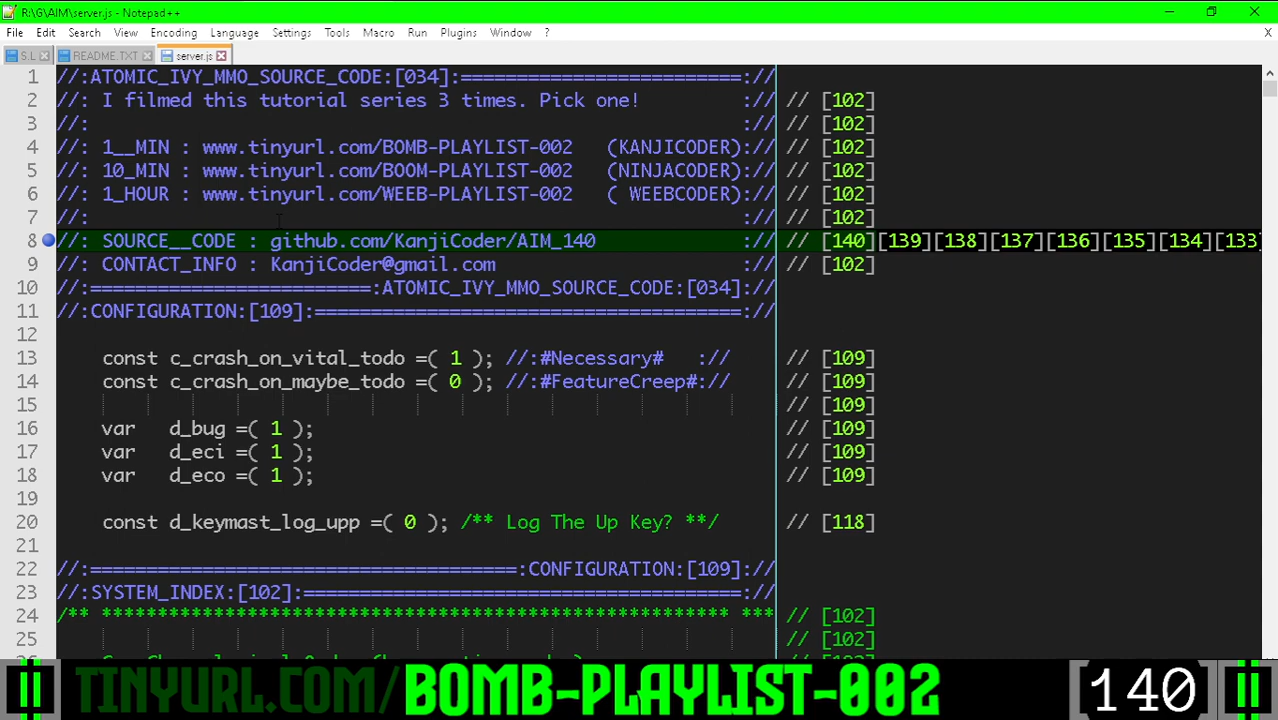 R:\G\AIM\server.js - Notepad++
File Edit Search View Encoding Language Settings Tools Macro Run Plugins Window ? X
S.L README.TXT server.js
1 //:ATOMIC_IVY_MMO_SOURCE_CODE:[034]:=========================://
2 //: I filmed this tutorial series 3 times. Pick one! :// // [102]
3 //: :// // [102]
4 //: 1__MIN : www.tinyurl.com/BOMB-PLAYLIST-002 (KANJICODER):// // [102]
5 //: 10_MIN : www.tinyurl.com/BOOM-PLAYLIST-002 (NINJACODER):// // [102]
6 //: 1_HOUR : www.tinyurl.com/WEEB-PLAYLIST-002 ( WEEBCODER):// // [102]
7 //: :// // [102]
8 //: SOURCE__CODE : github.com/KanjiCoder/AIM_140 :// // [140][139][138][137][136][135][134][133]
9 //: CONTACT_INFO : KanjiCoder@gmail.com :// // [102]
10 //:=========================:ATOMIC_IVY_MMO_SOURCE_CODE:[034]://
11 //:CONFIGURATION:[109]:======================================://
12
13 const c_crash_on_vital_todo =( 1 ); //:#Necessary# :// // [109]
14 const c_crash_on_maybe_todo =( 0 ); //:#FeatureCreep#:// // [109]
15 // [109]
16 var d_bug =( 1 ); // [109]
17 var d_eci =( 1 ); // [109]
18 var d_eco =( 1 ); // [109]
19
20 const d_keymast_log_upp =( 0 ); /** Log The Up Key? **/ // [118]
21
22 //:======================================:CONFIGURATION:[109]://
23 //:SYSTEM_INDEX:[102]:=======================================://
24 /** ******************************************************** *** // [102]
25 // [102]
TINYURL.COM/BOMB-PLAYLIST-002 [140]